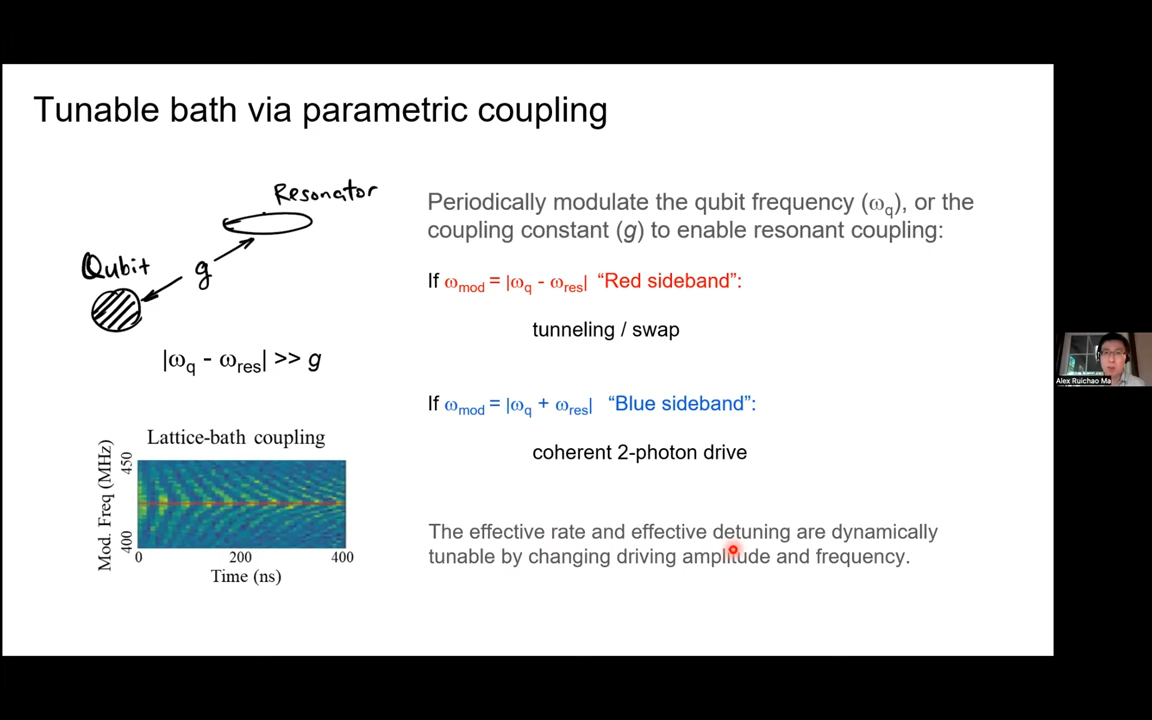 Tunable bath via parametric coupling
Resonator
Qubit
g
|ωq - ωres| >> g
Lattice-bath coupling
Mod. Freq (MHz)
450
400
0
200
400
Time (ns)
Periodically modulate the qubit frequency (ωq), or the
coupling constant (g) to enable resonant coupling:
If ωmod = |ωq - ωres| “Red sideband”:
tunneling / swap
If ωmod = |ωq + ωres| “Blue sideband”:
coherent 2-photon drive
The effective rate and effective detuning are dynamically
tunable by changing driving amplitude and frequency.
Alex Ruichao Ma